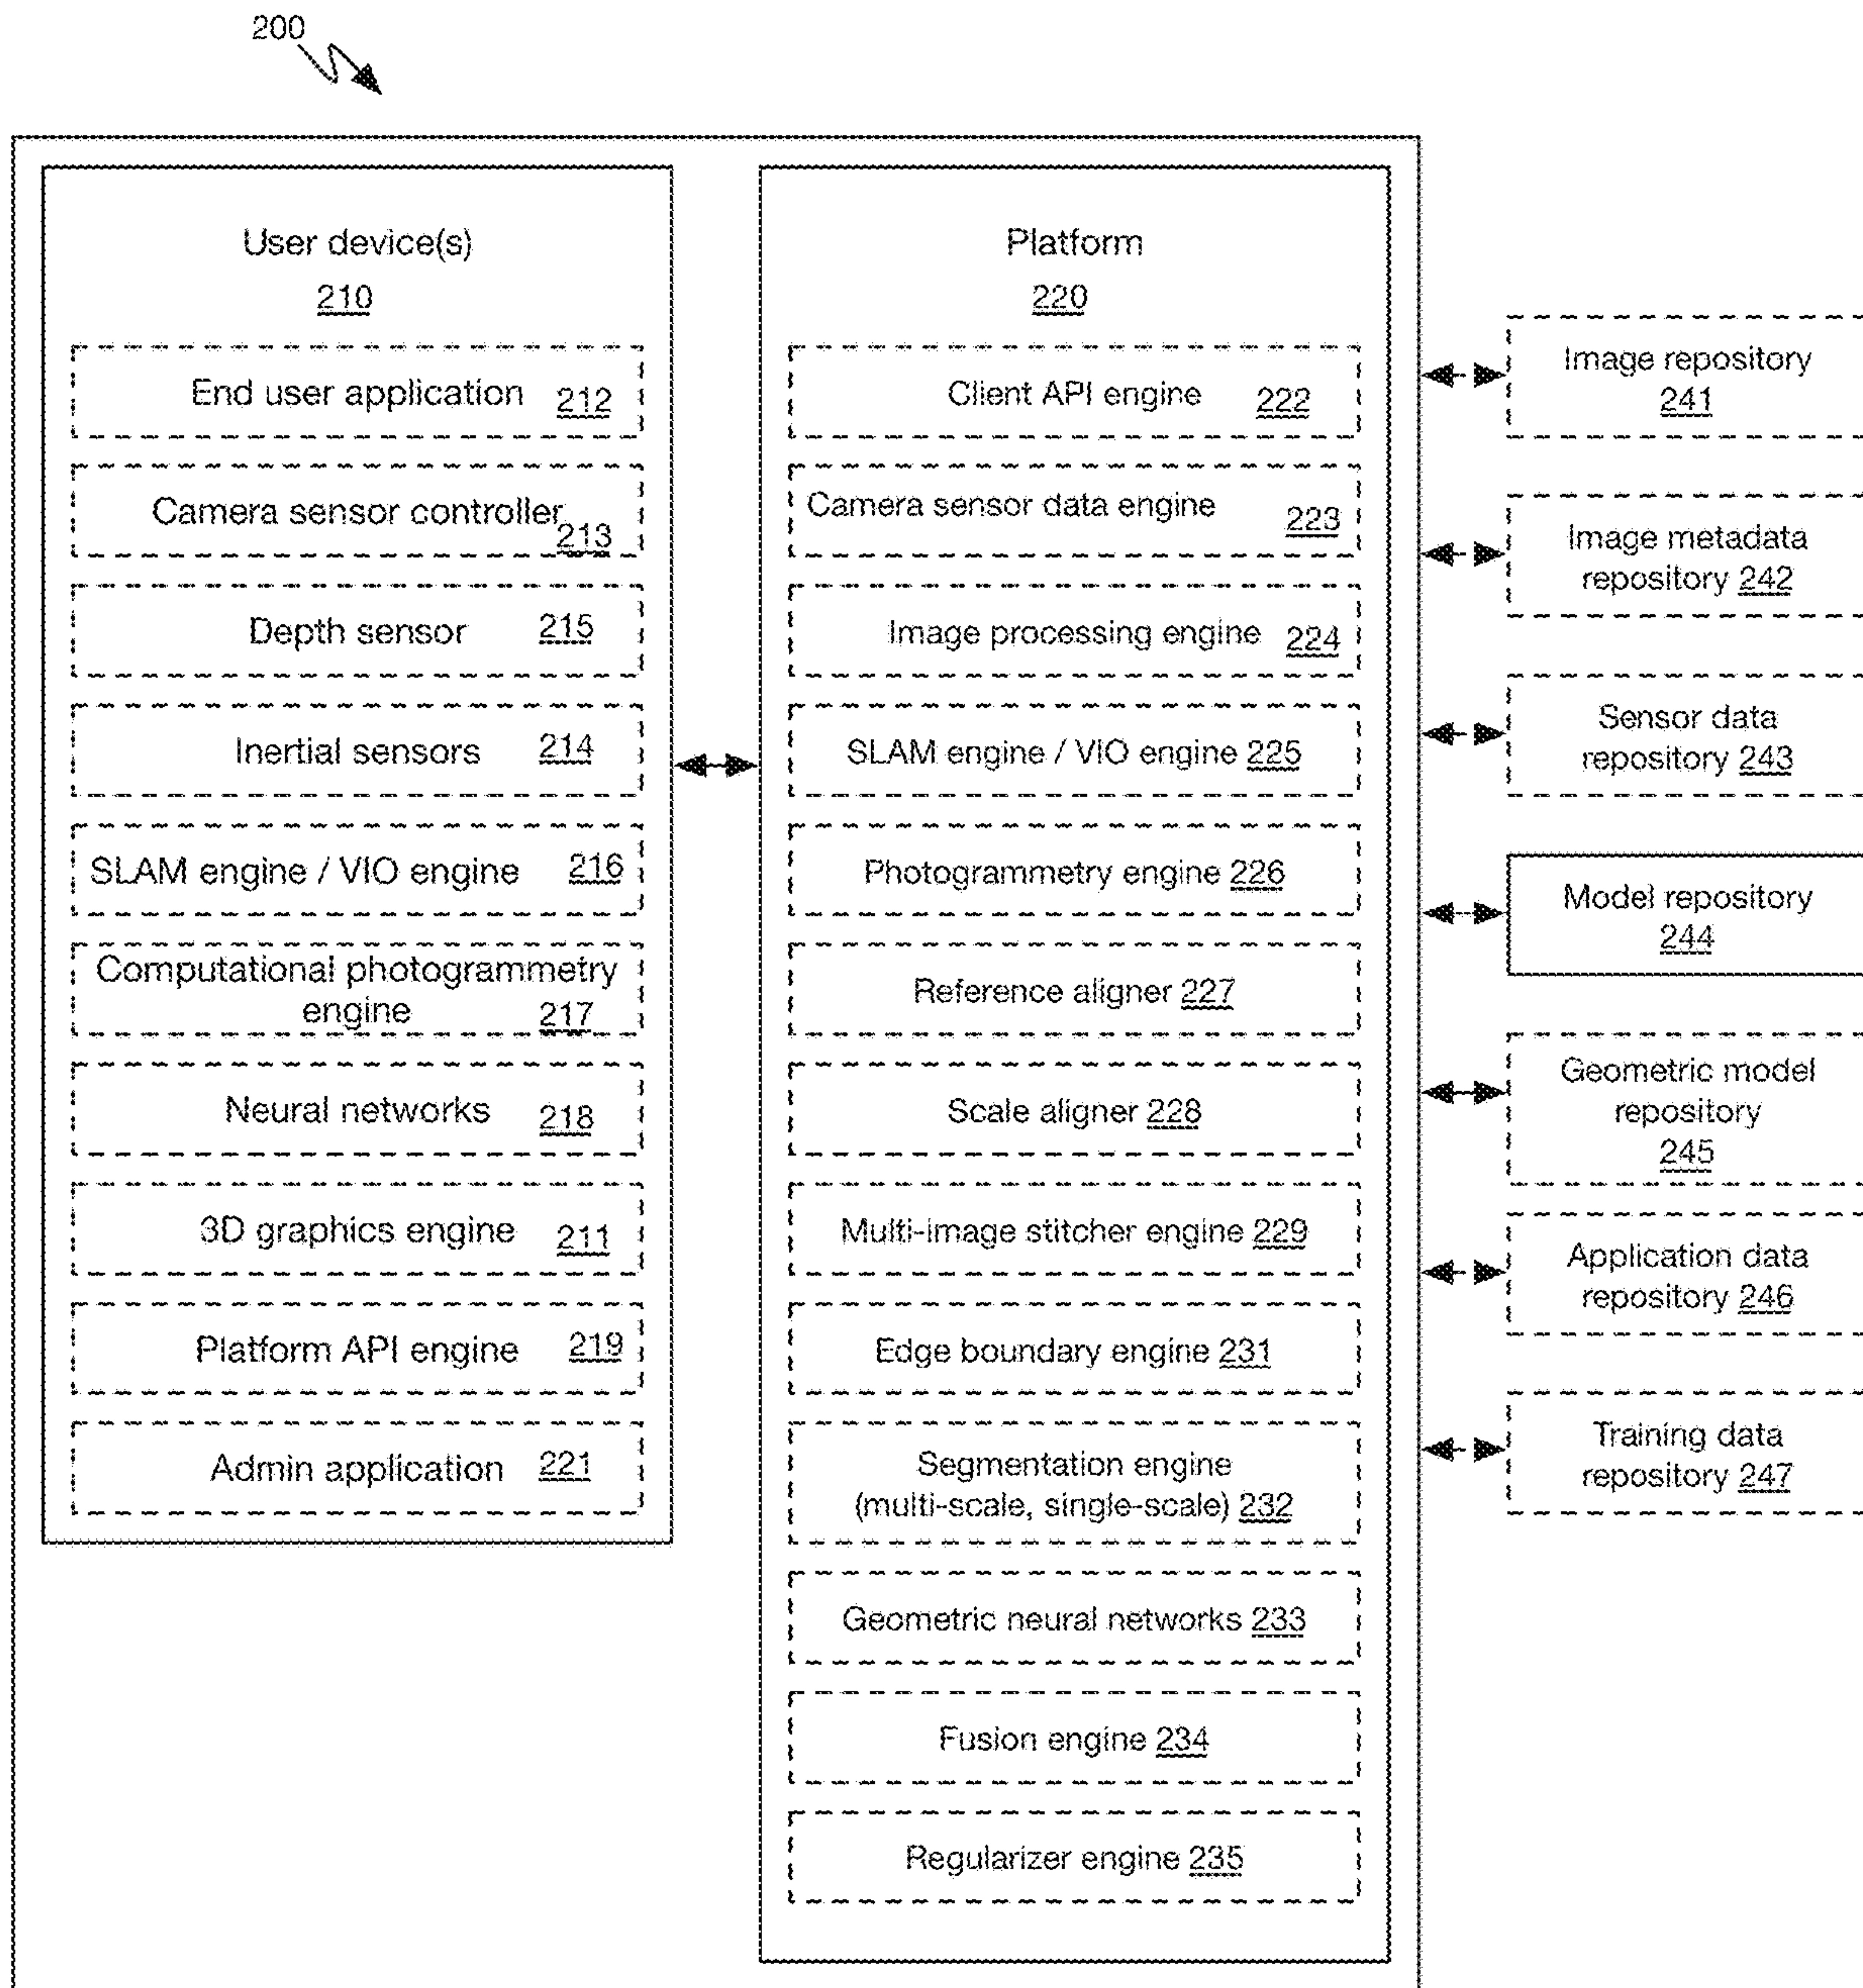 200
User device(s)
210
End user application 212
Camera sensor controller 213
Depth sensor 215
Inertial sensors 214
SLAM engine / VIO engine 216
Computational photogrammetry
engine 217
Neural networks 218
3D graphics engine 211
Platform API engine 219
Admin application 221
Platform
220
Client API engine 222
Camera sensor data engine 223
Image processing engine 224
SLAM engine / VIO engine 225
Photogrammetry engine 226
Reference aligner 227
Scale aligner 228
Multi-image stitcher engine 229
Edge boundary engine 231
Segmentation engine
(multi-scale, single-scale) 232
Geometric neural networks 233
Fusion engine 234
Regularizer engine 235
Image repository
241
Image metadata
repository 242
Sensor data
repository 243
Model repository
244
Geometric model
repository
245
Application data
repository 246
Training data
repository 247